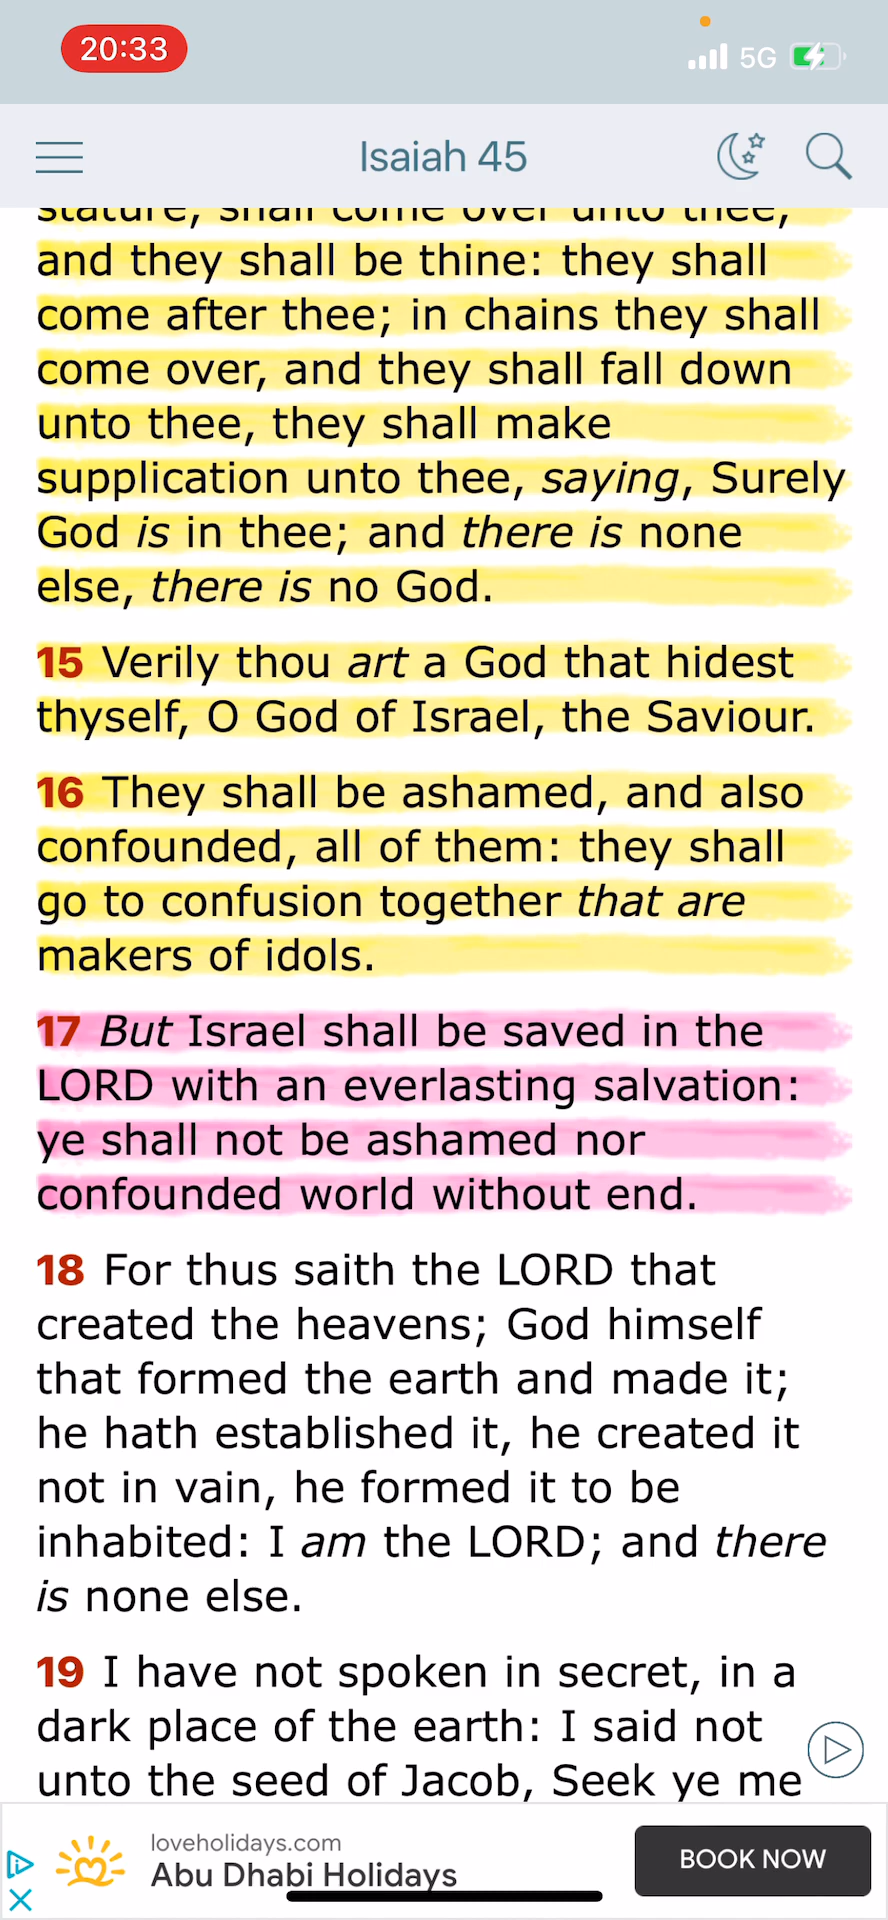 20:33
5G
Isaiah 45
stature, shall come over unto thee,
and they shall be thine: they shall
come after thee; in chains they shall
come over, and they shall fall down
unto thee, they shall make
supplication unto thee, saying, Surely
God is in thee; and there is none
else, there is no God.
15 Verily thou art a God that hidest
thyself, O God of Israel, the Saviour.
16 They shall be ashamed, and also
confounded, all of them: they shall
go to confusion together that are
makers of idols.
17 But Israel shall be saved in the
LORD with an everlasting salvation:
ye shall not be ashamed nor
confounded world without end.
18 For thus saith the LORD that
created the heavens; God himself
that formed the earth and made it;
he hath established it, he created it
not in vain, he formed it to be
inhabited: I am the LORD; and there
is none else.
19 I have not spoken in secret, in a
dark place of the earth: I said not
unto the seed of Jacob, Seek ye me
loveholidays.com
Abu Dhabi Holidays
BOOK NOW